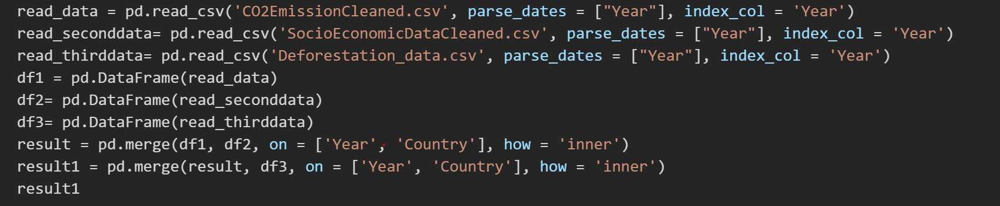 read_data = pd.read_csv('CO2EmissionCleaned.csv', parse_dates = ["Year"], index_col = 'Year')
read_seconddata= pd.read_csv('SocioEconomicDataCleaned.csv', parse_dates = ["Year"], index_col = 'Year')
read_thirddata= pd.read_csv('Deforestation_data.csv', parse_dates = ["Year"], index_col = 'Year')
df1 = pd.DataFrame(read_data)
df2= pd.DataFrame(read_seconddata)
df3= pd.DataFrame(read_thirddata)
result = pd.merge(df1, df2, on = ['Year', 'Country'], how = 'inner')
result1 = pd.merge(result, df3, on = ['Year', 'Country'], how = 'inner')
result1